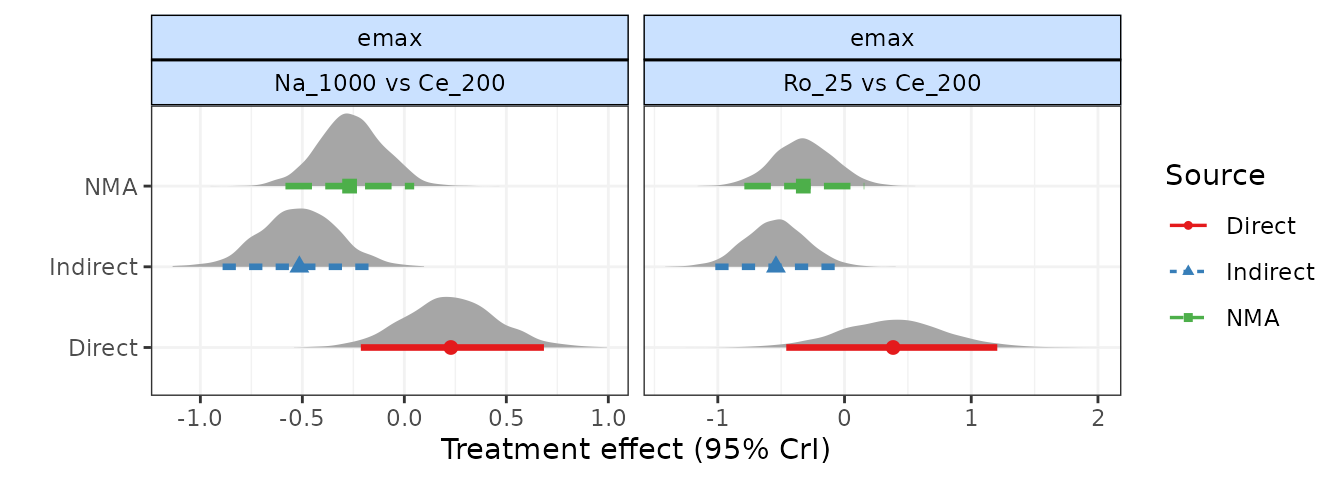 emax
emax
Na_1000 vs Ce_200
Ro_25 vs Ce_200
NMA
Indirect
Direct
-1.0 -0.5 0.0 0.5 1.0
-1 0 1 2
Treatment effect (95% CrI)
Source
Direct
Indirect
NMA